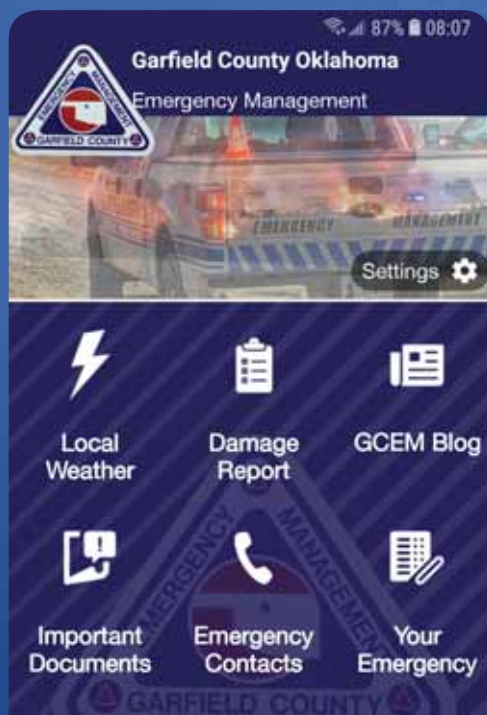 87% 08:07
Garfield County Oklahoma
Emergency Management
EMERGENCY MANAGEMENT
GARFIELD COUNTY
EMERGENCY MANAGEMENT
Settings
Local
Weather
Damage
Report
GCEM Blog
Important
Documents
Emergency
Contacts
Your
Emergency
EMERGENCY MANAGEMENT
GARFIELD COUNTY